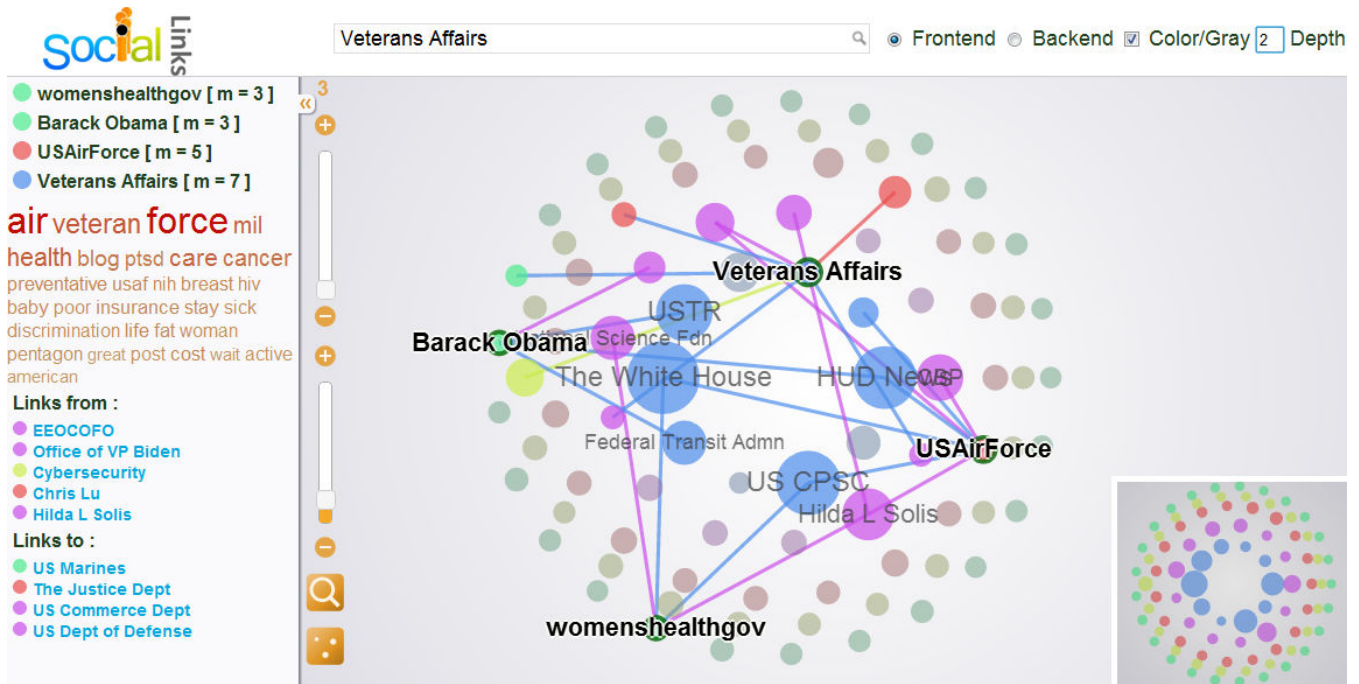 Social Links
Veterans Affairs
Frontend Backend Color/Gray 2 Depth
womenshealthgov [ m = 3 ]
Barack Obama [ m = 3 ]
USAirForce [ m = 5 ]
Veterans Affairs [ m = 7 ]
air veteran force mil
health blog ptsd care cancer
preventative usaf nih breast hiv
baby poor insurance stay sick
discrimination life fat woman
pentagon great post cost wait active
american
Links from :
EEOCOFO
Office of VP Biden
Cybersecurity
Chris Lu
Hilda L Solis
Links to :
US Marines
The Justice Dept
US Commerce Dept
US Dept of Defense
3
Veterans Affairs
USTR
Barack Obama
Science Fdn
The White House
HUD News
CBP
Federal Transit Admn
USAirForce
US CPSC
Hilda L Solis
womenshealthgov